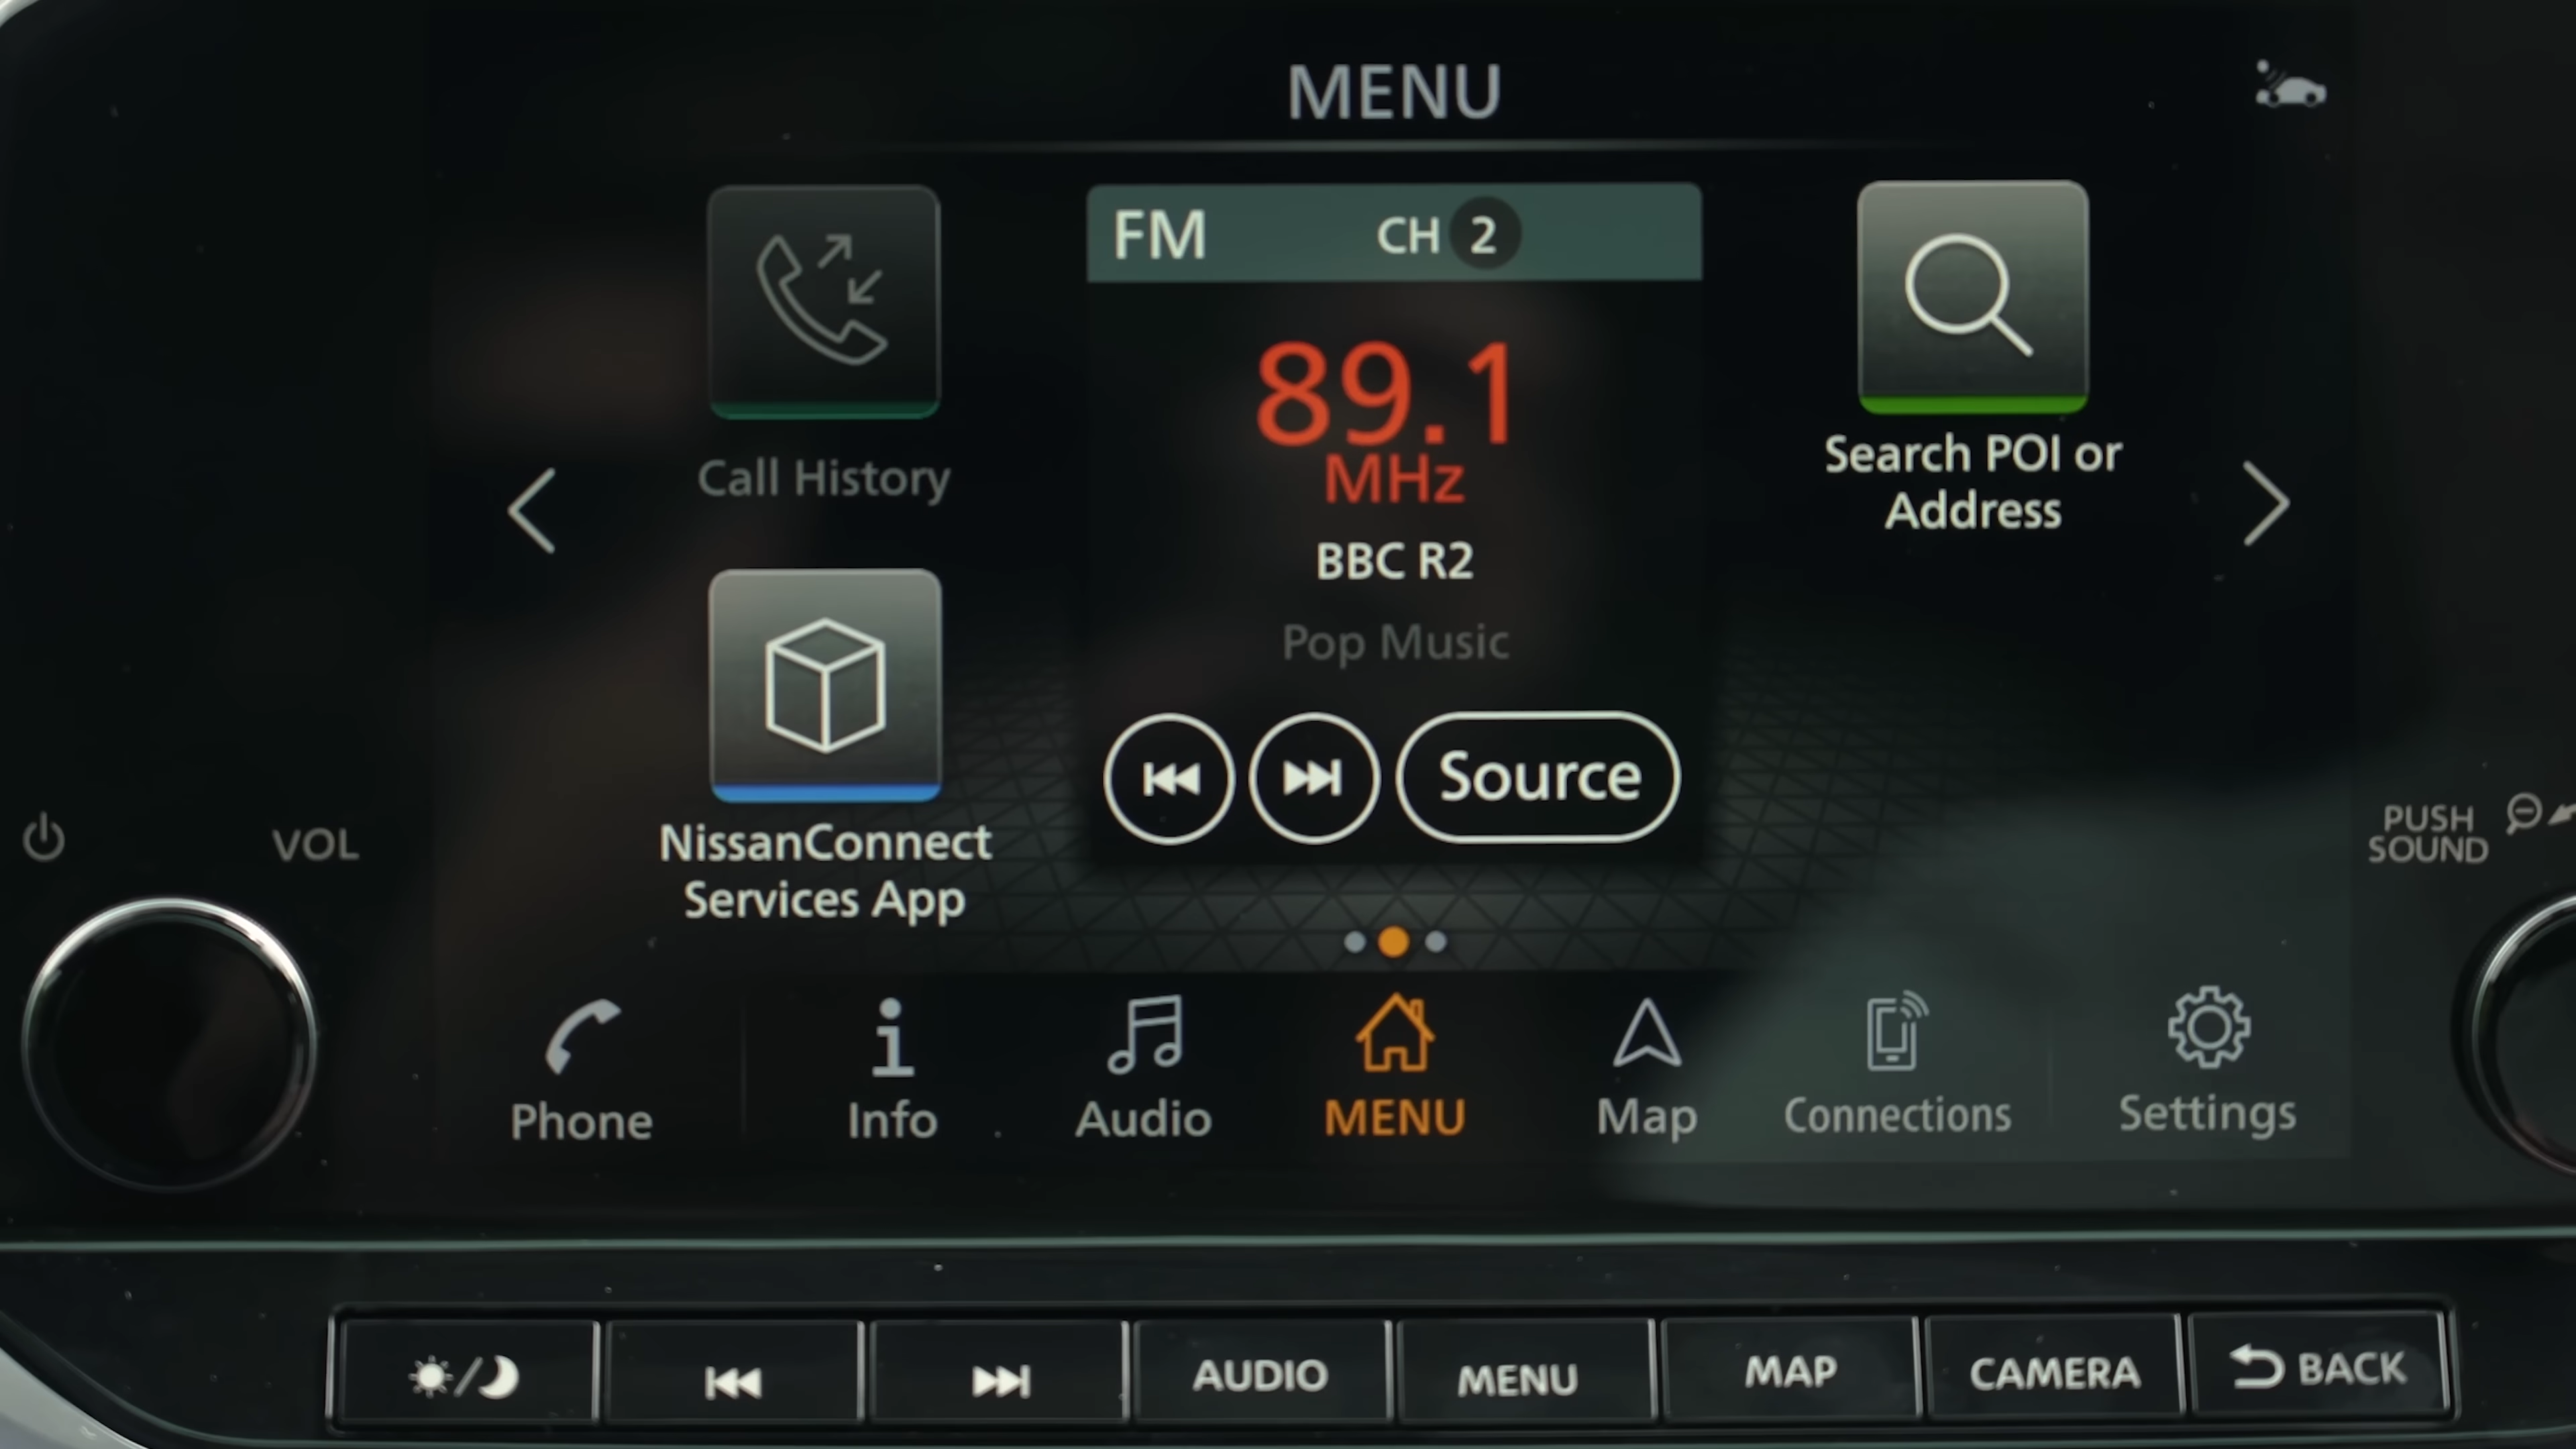 MENU
FM CH 2
89.1
MHz
BBC R2
Pop Music
Source
Call History
NissanConnect
Services App
Search POI or
Address
VOL
PUSH
SOUND
Phone
Info
Audio
MENU
Map
Connections
Settings
AUDIO
MENU
MAP
CAMERA
BACK